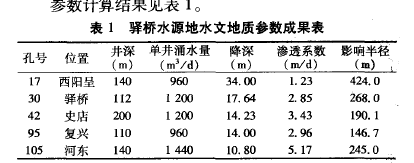 参数计算结果见表1。
表 1 驿桥水源地水文地质参数成果表
孔号 位置 井深 单井涌水量 降深 渗透系数 影响半径
(m) (m³/d) (m) (m/d) (m)
17 西阳呈 140 960 34.00 1.23 424.0
30 驿桥 112 1 200 17.64 2.85 268.0
42 史店 200 1 200 14.23 3.43 190.1
95 复兴 110 960 14.00 2.96 146.7
105 河东 140 1 440 10.80 5.17 245.0